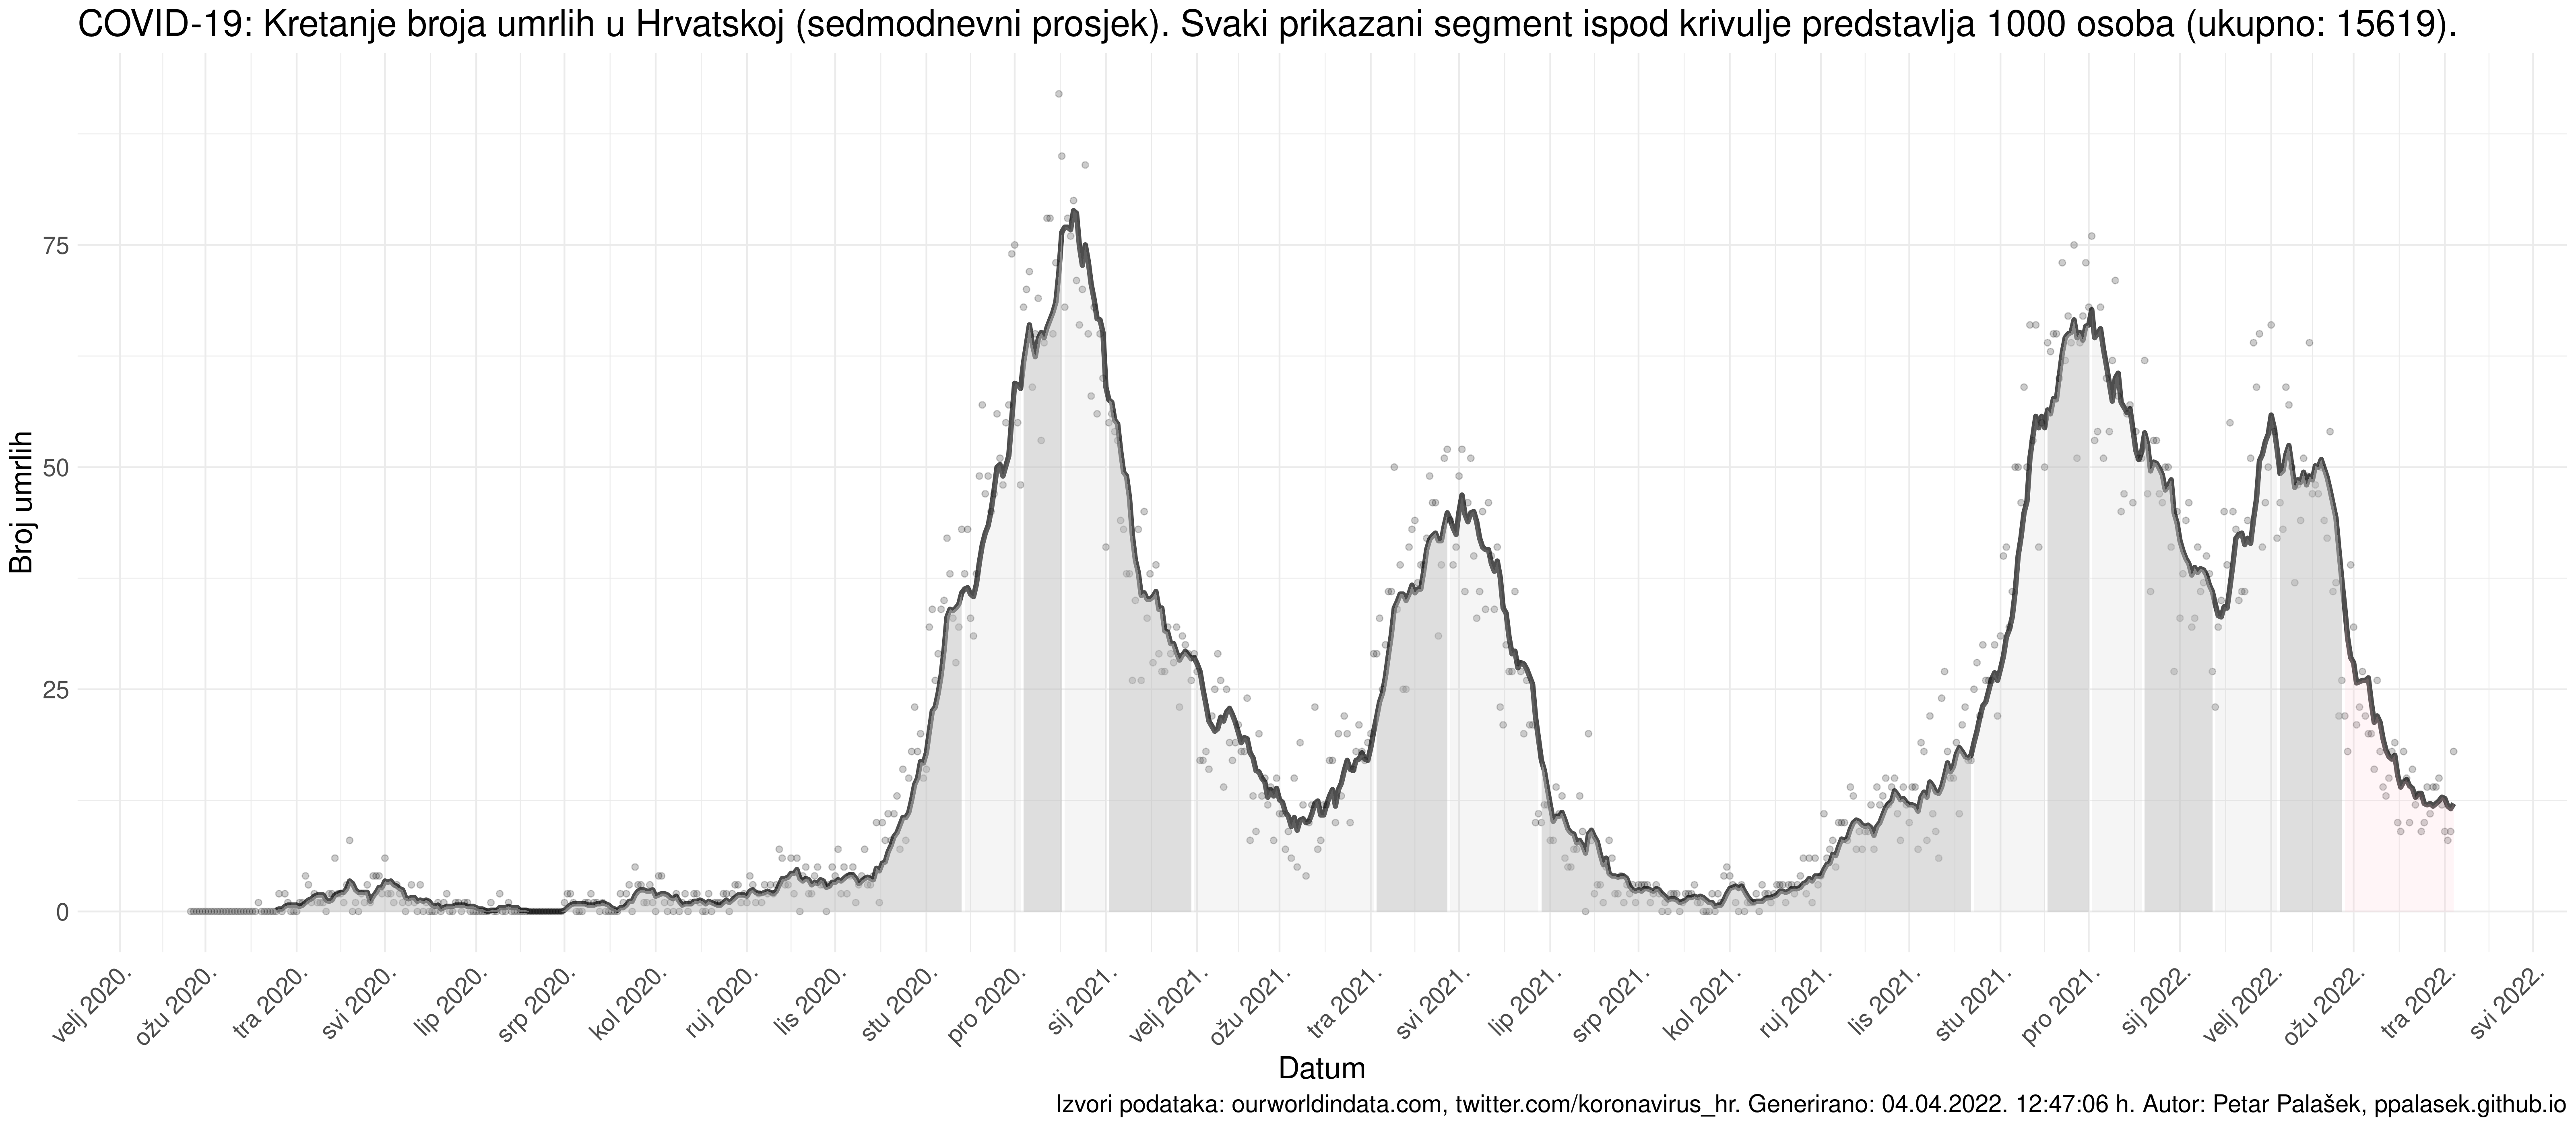 COVID-19: Kretanje broja umrlih u Hrvatskoj (sedmodnevni prosjek). Svaki prikazani segment ispod krivulje predstavlja 1000 osoba (ukupno: 15619).
Broj umrlih
75
50
25
0
velj 2020.
ožu 2020.
tra 2020.
svi 2020.
lip 2020.
srp 2020.
kol 2020.
ruj 2020.
lis 2020.
stu 2020.
pro 2020.
sij 2021.
velj 2021.
ožu 2021.
tra 2021.
svi 2021.
lip 2021.
srp 2021.
kol 2021.
ruj 2021.
lis 2021.
stu 2021.
pro 2021.
sij 2022.
velj 2022.
ožu 2022.
tra 2022.
svi 2022.
Datum
Izvori podataka: ourworldindata.com, twitter.com/koronavirus_hr. Generirano: 04.04.2022. 12:47:06 h. Autor: Petar Palašek, ppalasek.github.io